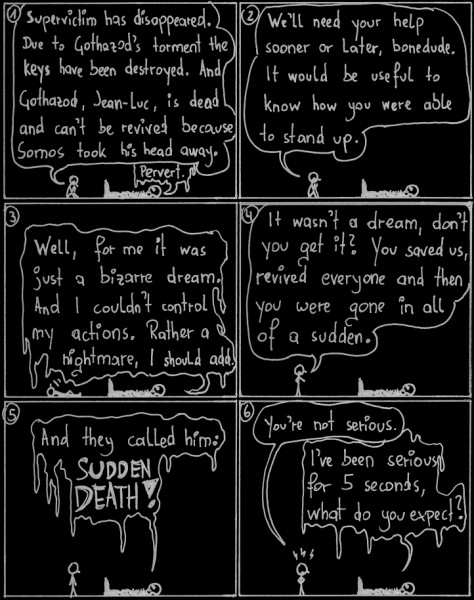 1
Supervictim has disappeared.
Due to Gothazod's torment the
keys have been destroyed. And
Gothazod, Jean-Luc, is dead
and can't be revived because
Somos took his head away.
Pervert.
2
We'll need your help
sooner or later, bonedude.
It would be useful to
know how you were able
to stand up.
3
Well, for me it was
just a bizarre dream.
And I couldn't control
my actions. Rather a
nightmare, I should add.
4
It wasn't a dream, don't
you get it? You saved us,
revived everyone and then
you were gone in all
of a sudden.
5
And they called him:
SUDDEN
DEATH!
6
You're not serious.
I've been serious
for 5 seconds,
what do you expect?